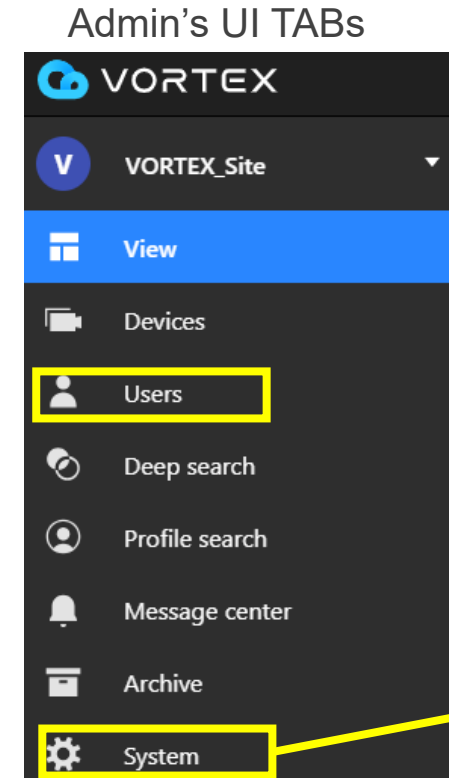 Admin’s UI TABs
VORTEX
V VORTEX_Site
View
Devices
Users
Deep search
Profile search
Message center
Archive
System